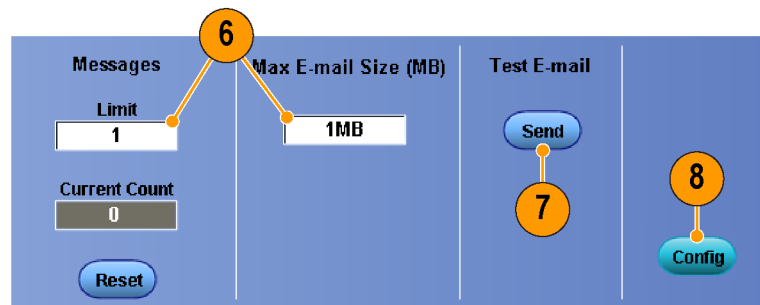 6
Messages
Max E-mail Size (MB)
Test E-mail
Limit
1
1MB
Send
Current Count
0
7
8
Reset
Config